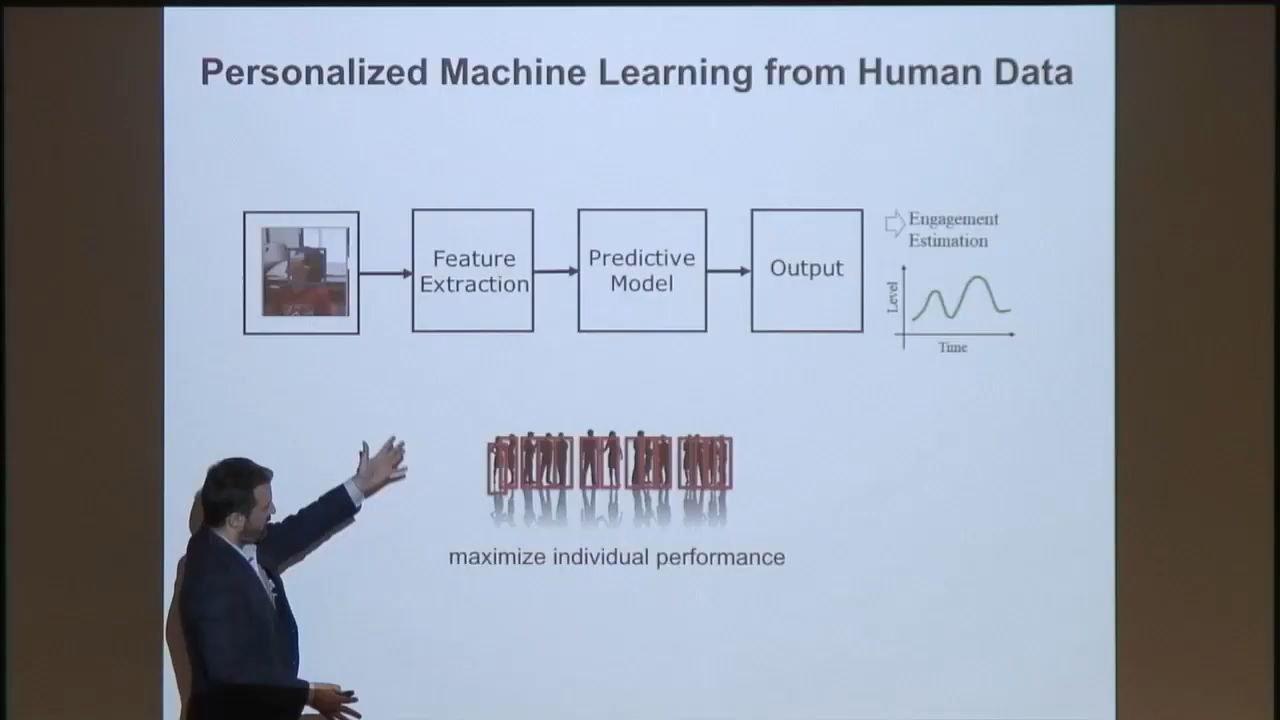 Personalized Machine Learning from Human Data
Feature
Extraction
Predictive
Model
Output
Engagement
Estimation
Level
Time
maximize individual performance